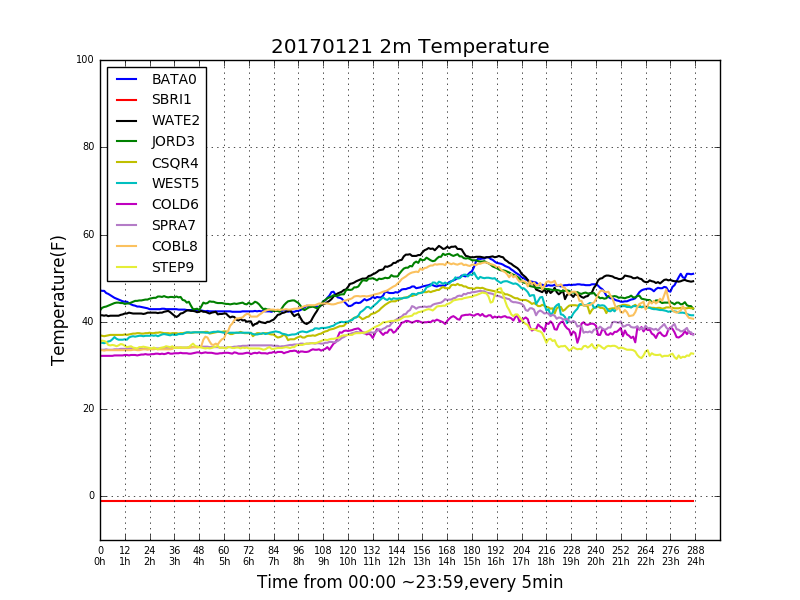 20170121 2m Temperature
100
80
60
40
20
0
Temperature(F)
BATA0
SBRI1
WATE2
JORD3
CSQR4
WEST5
COLD6
SPRA7
COBL8
STEP9
0 12 24 36 48 60 72 84 96 108 120 132 144 156 168 180 192 204 216 228 240 252 264 276 288
0h 1h 2h 3h 4h 5h 6h 7h 8h 9h 10h 11h 12h 13h 14h 15h 16h 17h 18h 19h 20h 21h 22h 23h 24h
Time from 00:00 ~23:59,every 5min